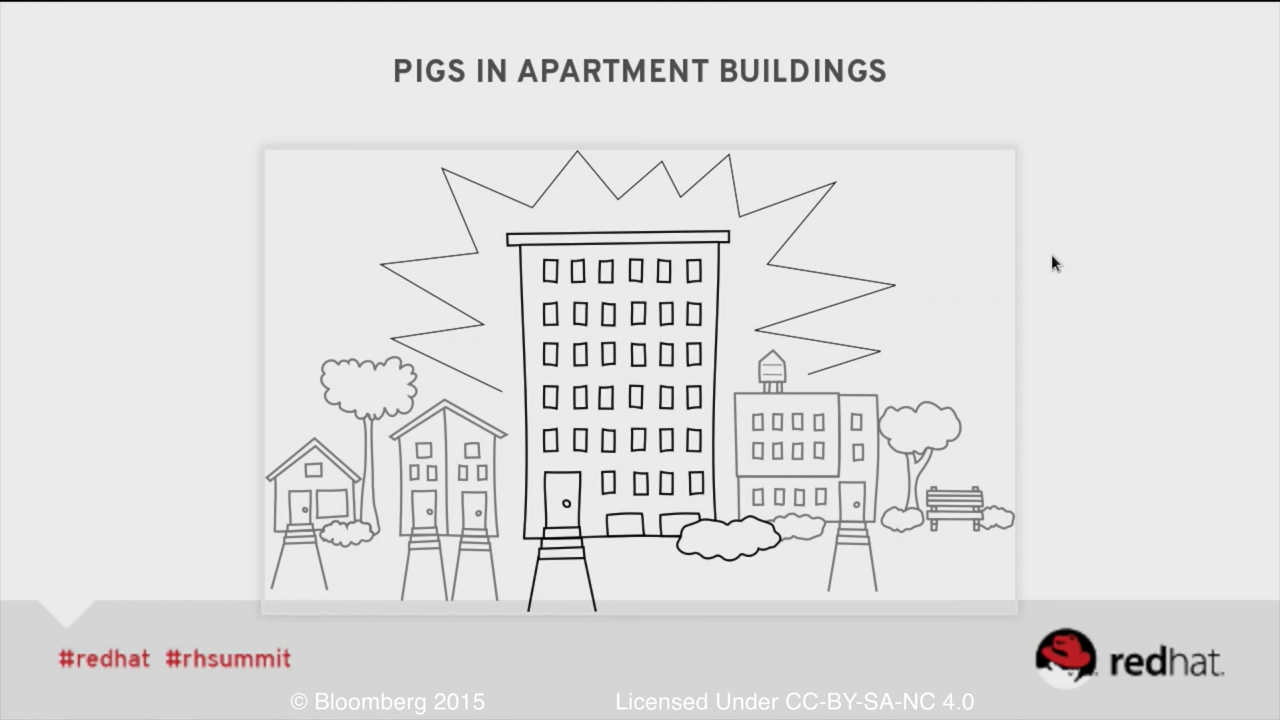 PIGS IN APARTMENT BUILDINGS
#redhat #rhsummit
redhat.
© Bloomberg 2015
Licensed Under CC-BY-SA-NC 4.0